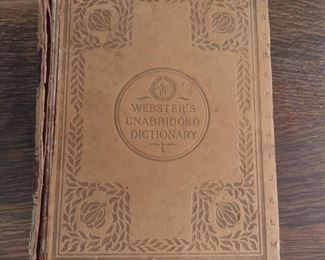 WEBSTER'S
UNABRIDGED
DICTIONARY
F
G
H
I
J
K
L
M